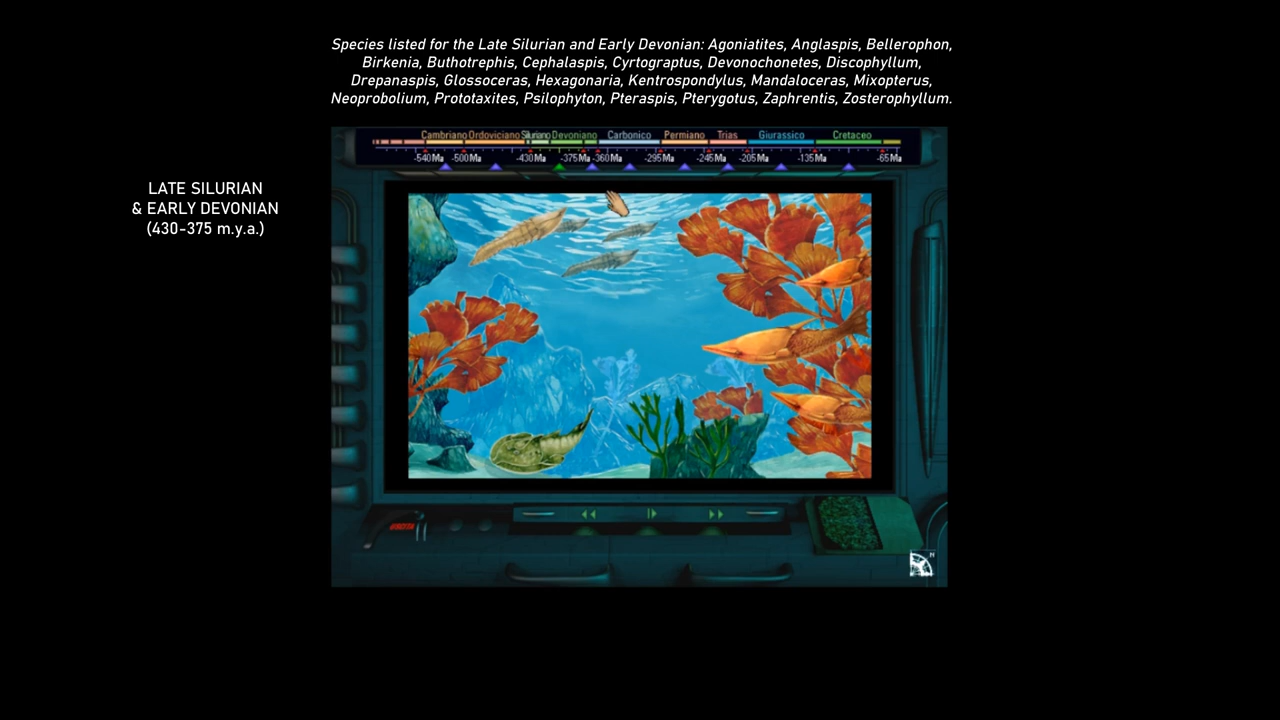 Species listed for the Late Silurian and Early Devonian: Agoniatites, Anglaspis, Bellerophon,
Birkenia, Buthotrephis, Cephalaspis, Cyrtograptus, Devonochonetes, Discophyllum,
Drepanaspis, Glossoceras, Hexagonaria, Kentrospondylus, Mandaloceras, Mixopterus,
Neoprobolium, Prototaxites, Psilophyton, Pteraspis, Pterygotus, Zaphrentis, Zosterophyllum.
Cambriano Ordoviciano Siluriano Devoniano Carbonico Permiano Trias Giurassico Cretaceo
-540 Ma -500 Ma -430 Ma -375 Ma -360 Ma -295 Ma -245 Ma -205 Ma -135 Ma -65 Ma
LATE SILURIAN
& EARLY DEVONIAN
(430-375 m.y.a.)
USCITA
N